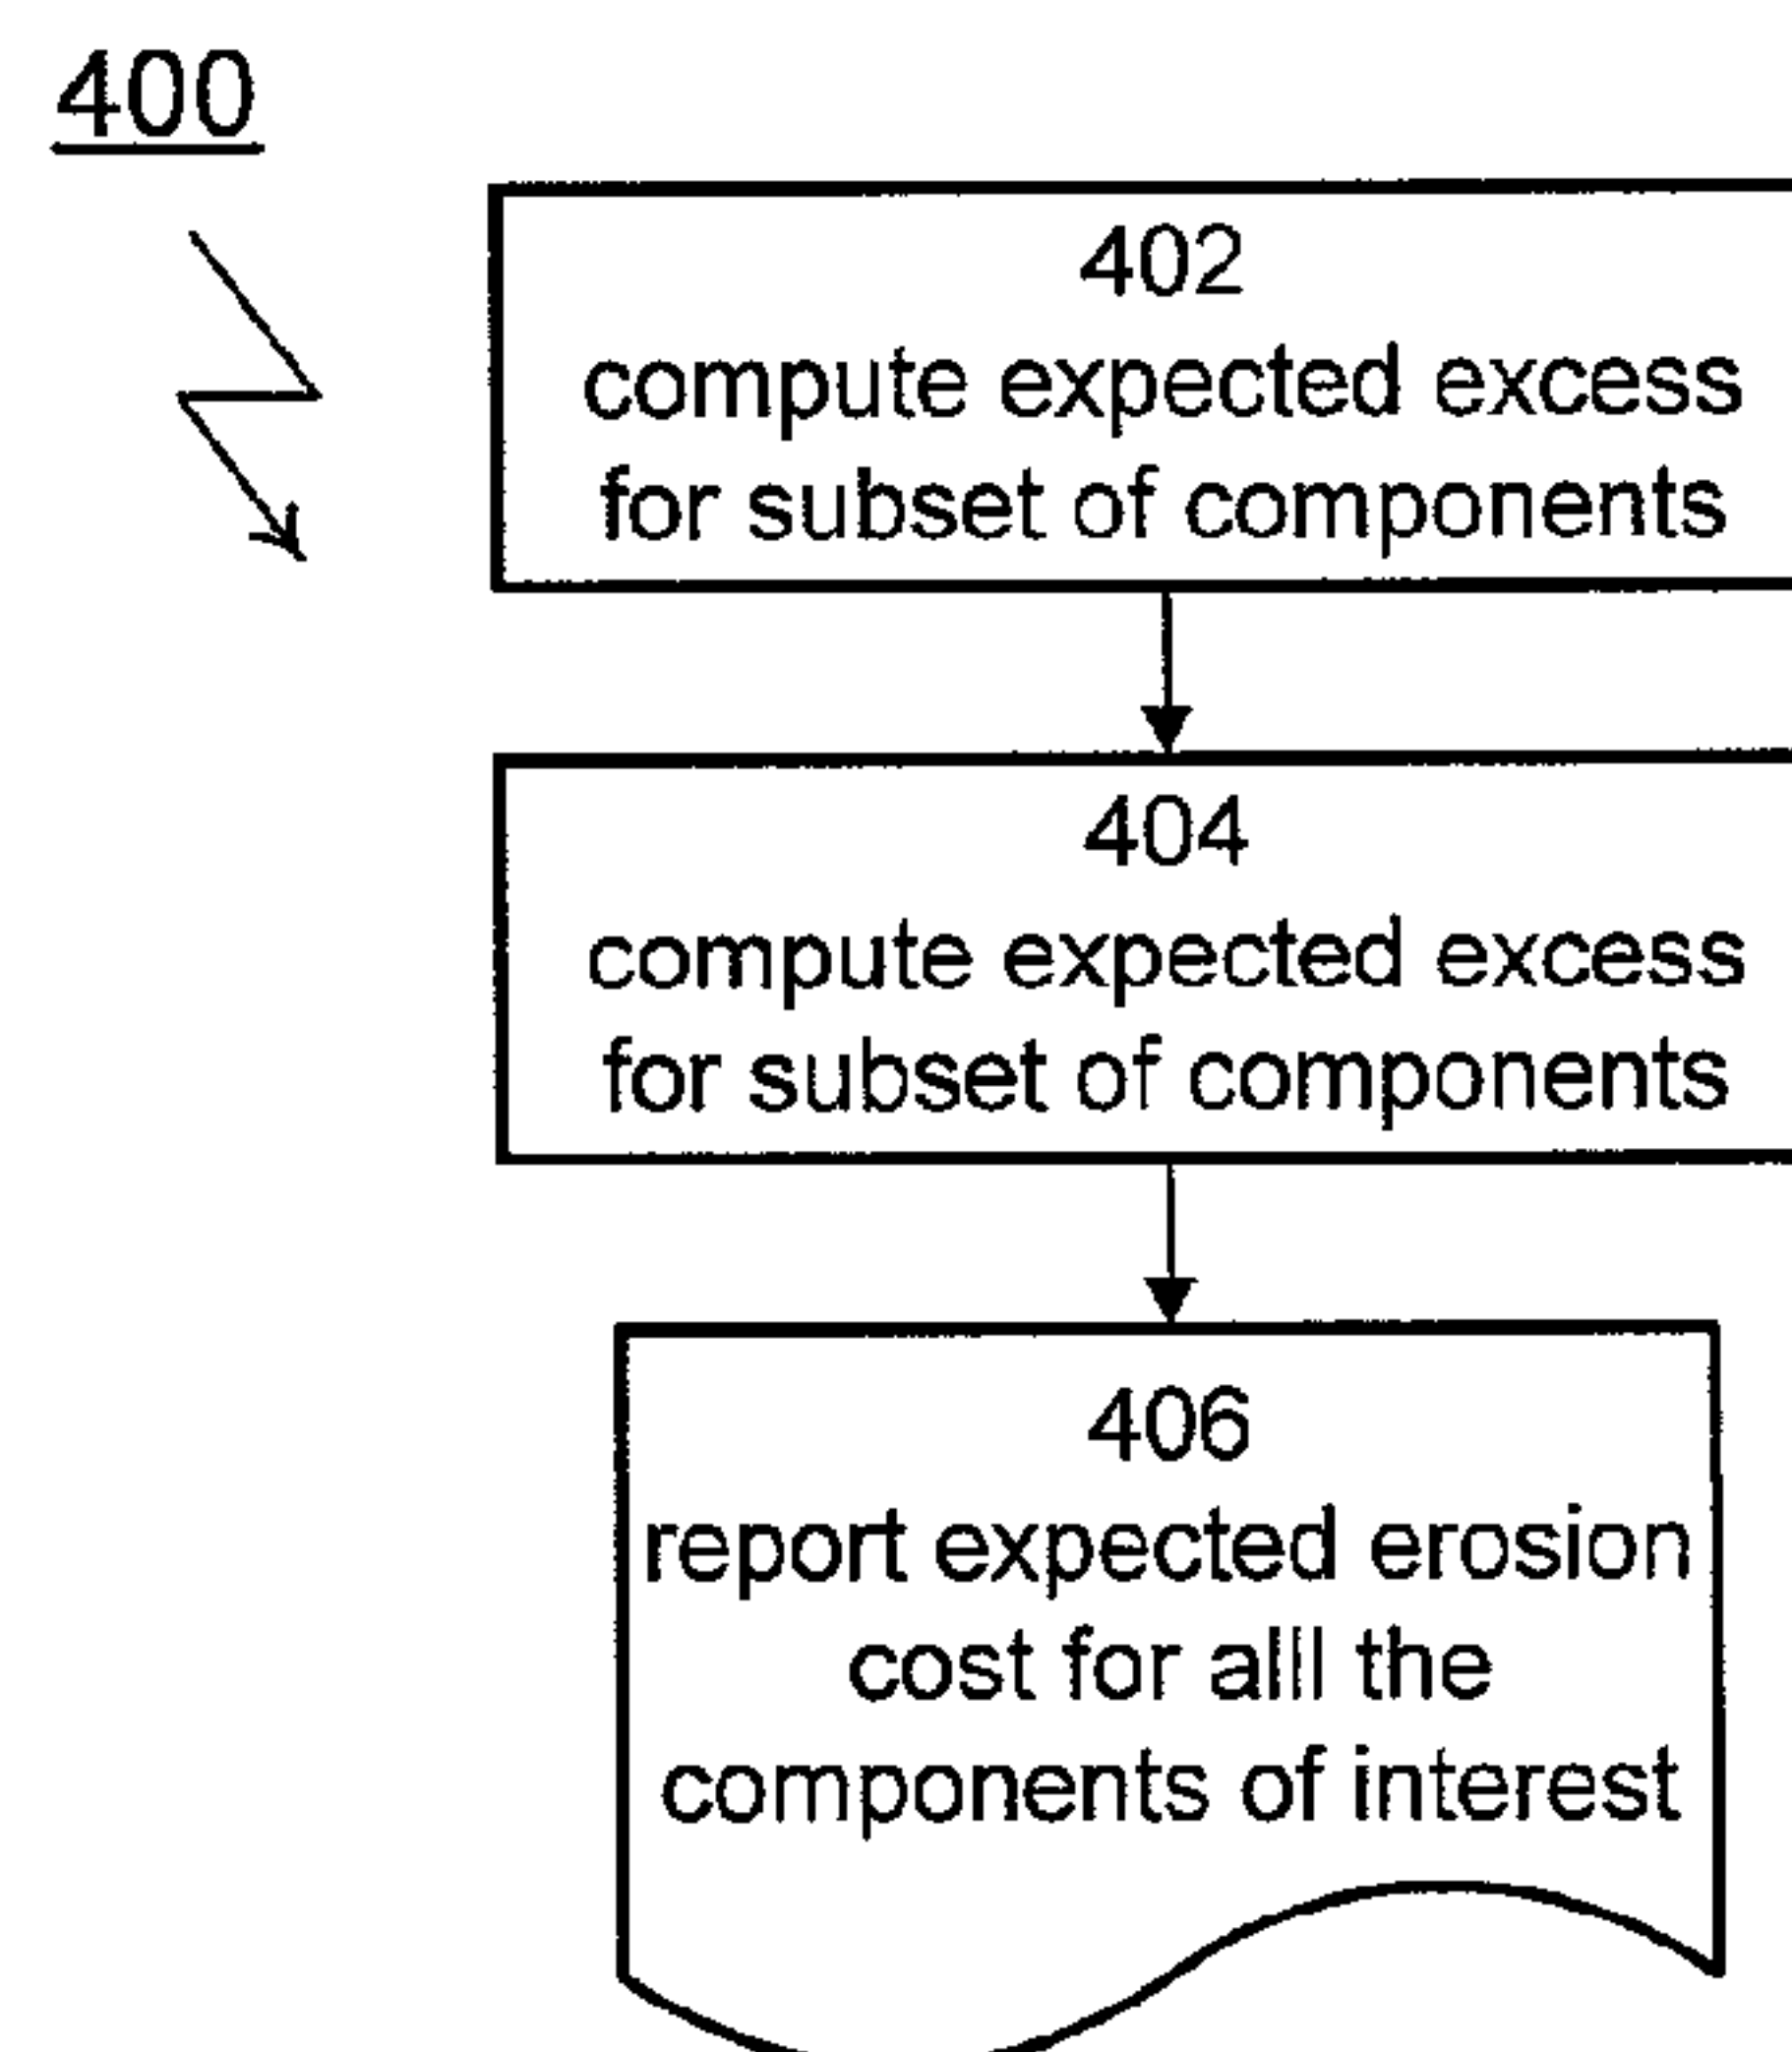 400
402
compute expected excess
for subset of components
404
compute expected excess
for subset of components
406
report expected erosion
cost for alll the
components of interest